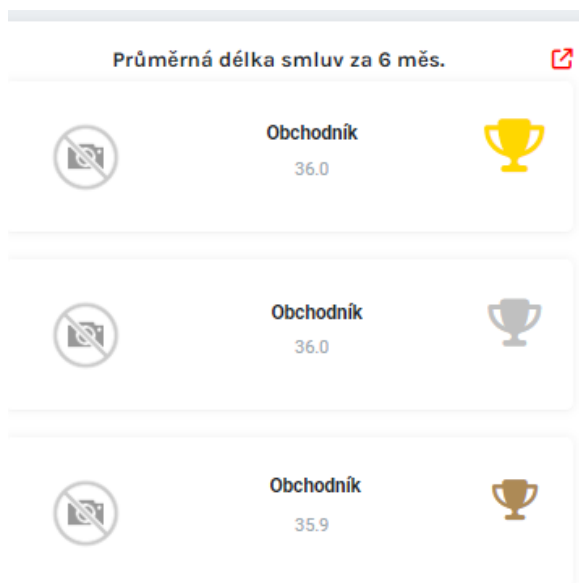 Průměrná délka smluv za 6 měs.
Obchodník
36.0
Obchodník
36.0
Obchodník
35.9